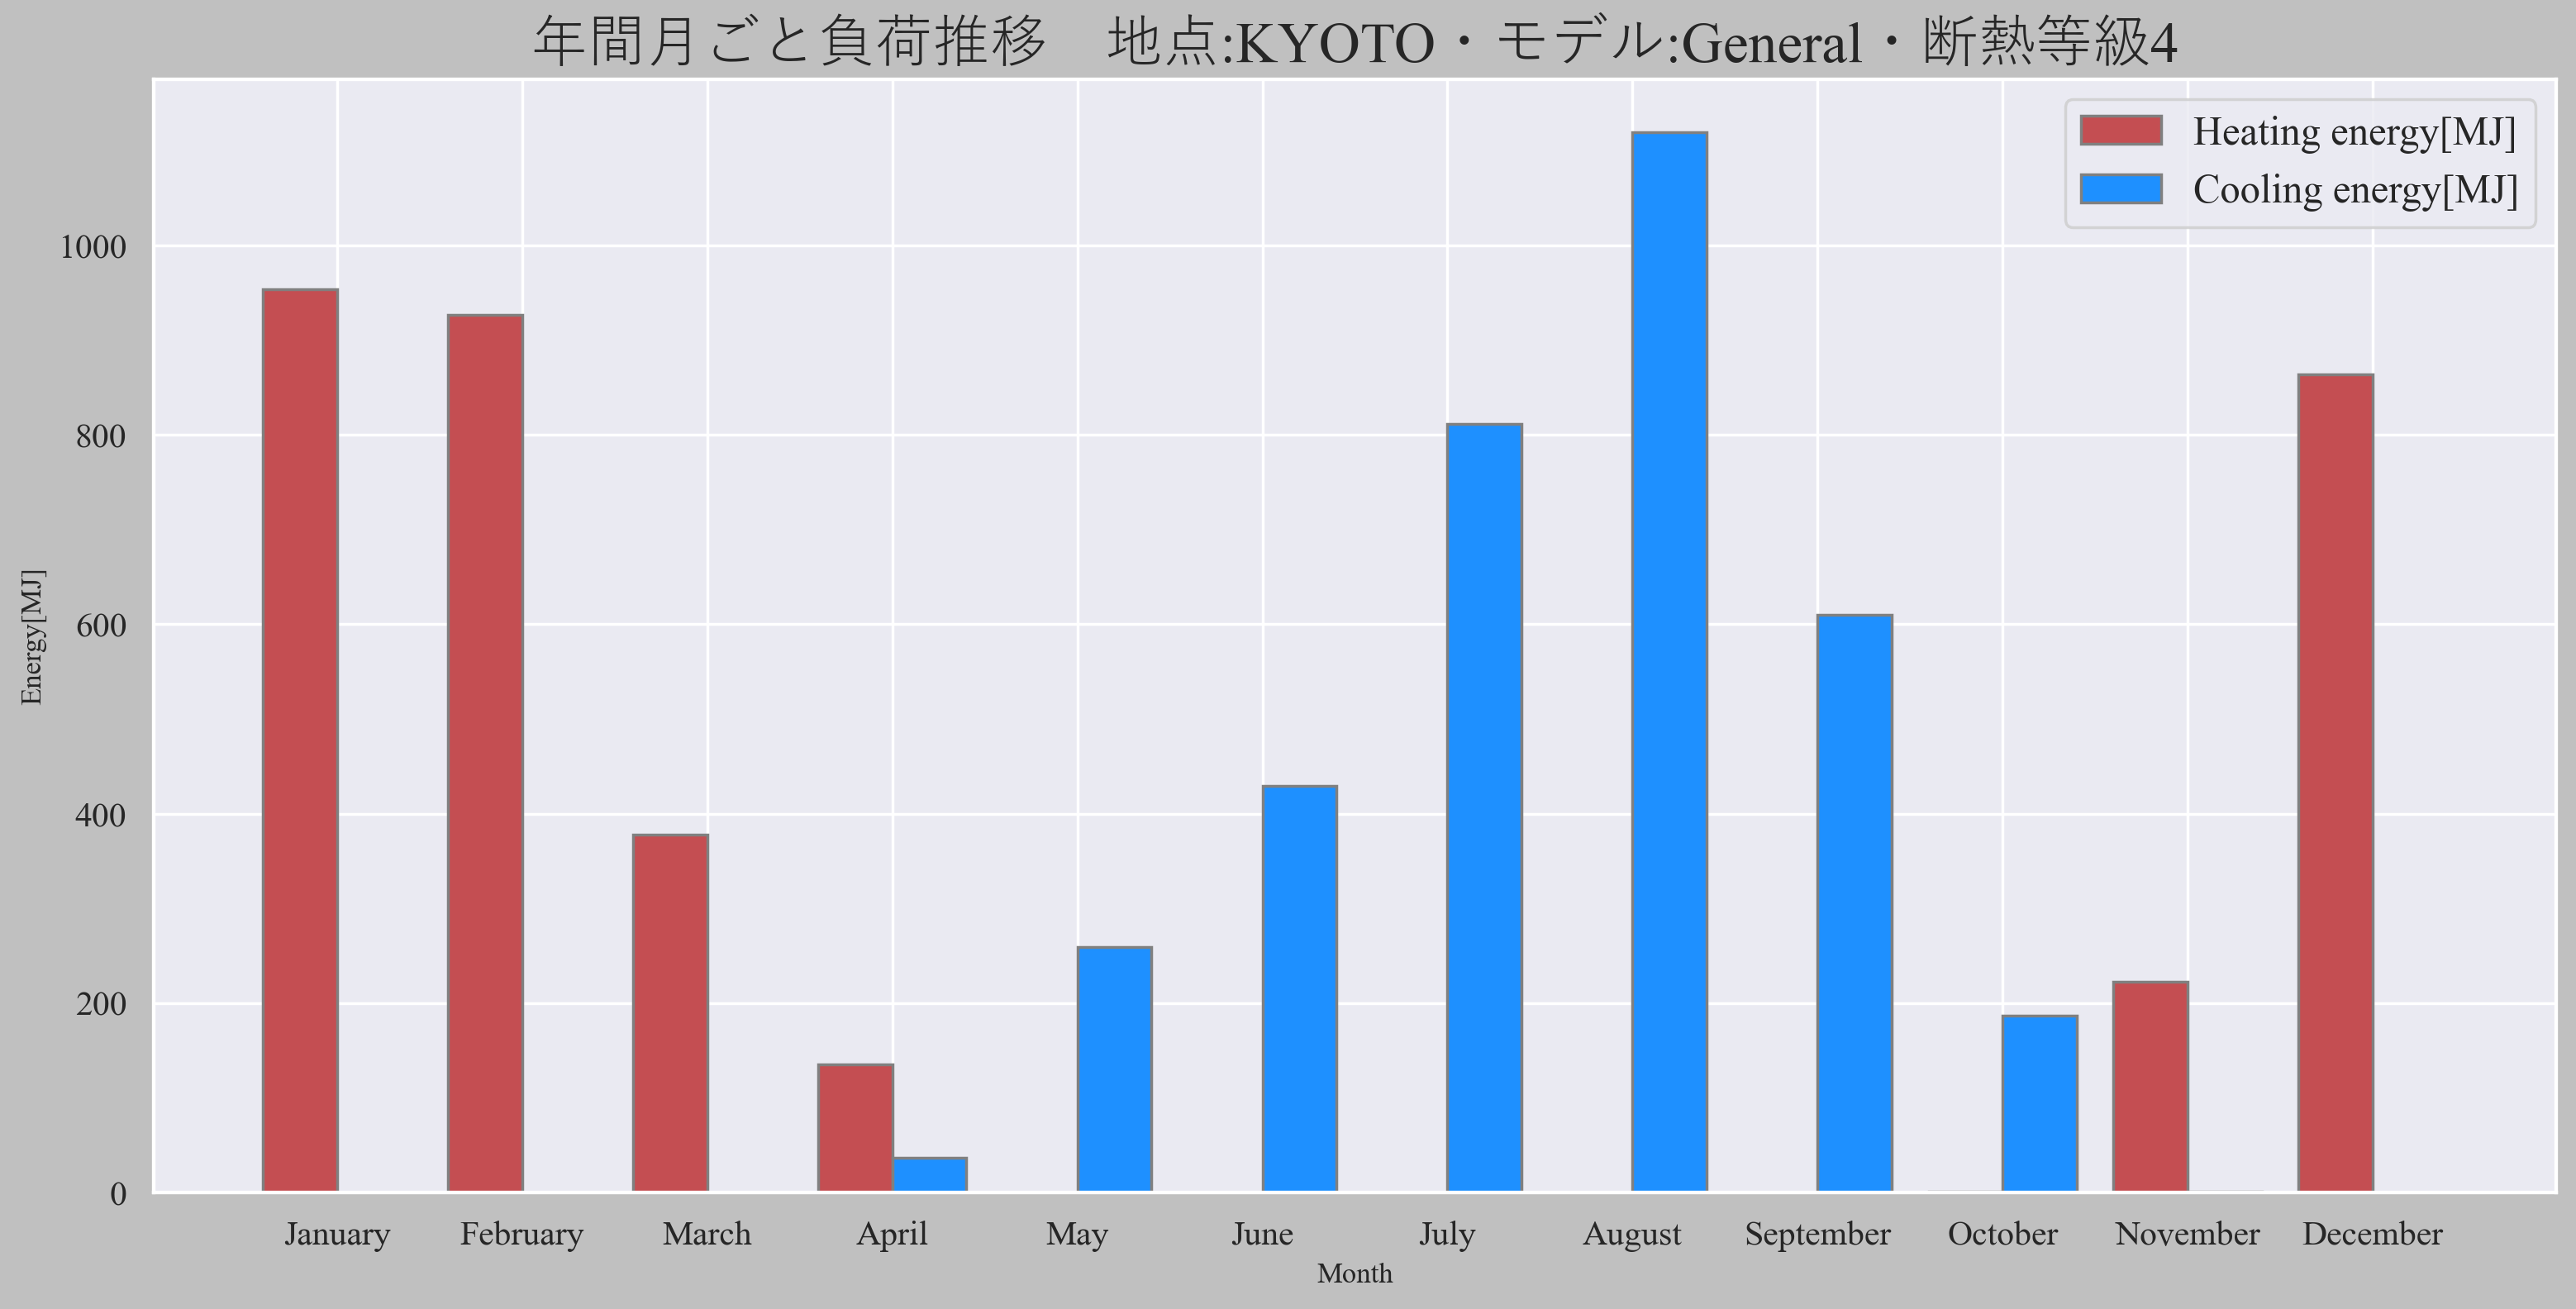 年間月ごと負荷推移　地点:KYOTO・モデル:General・断熱等級4
Heating energy[MJ]
Cooling energy[MJ]
Energy[MJ]
1000
800
600
400
200
0
January February March April May June July August September October November December
Month